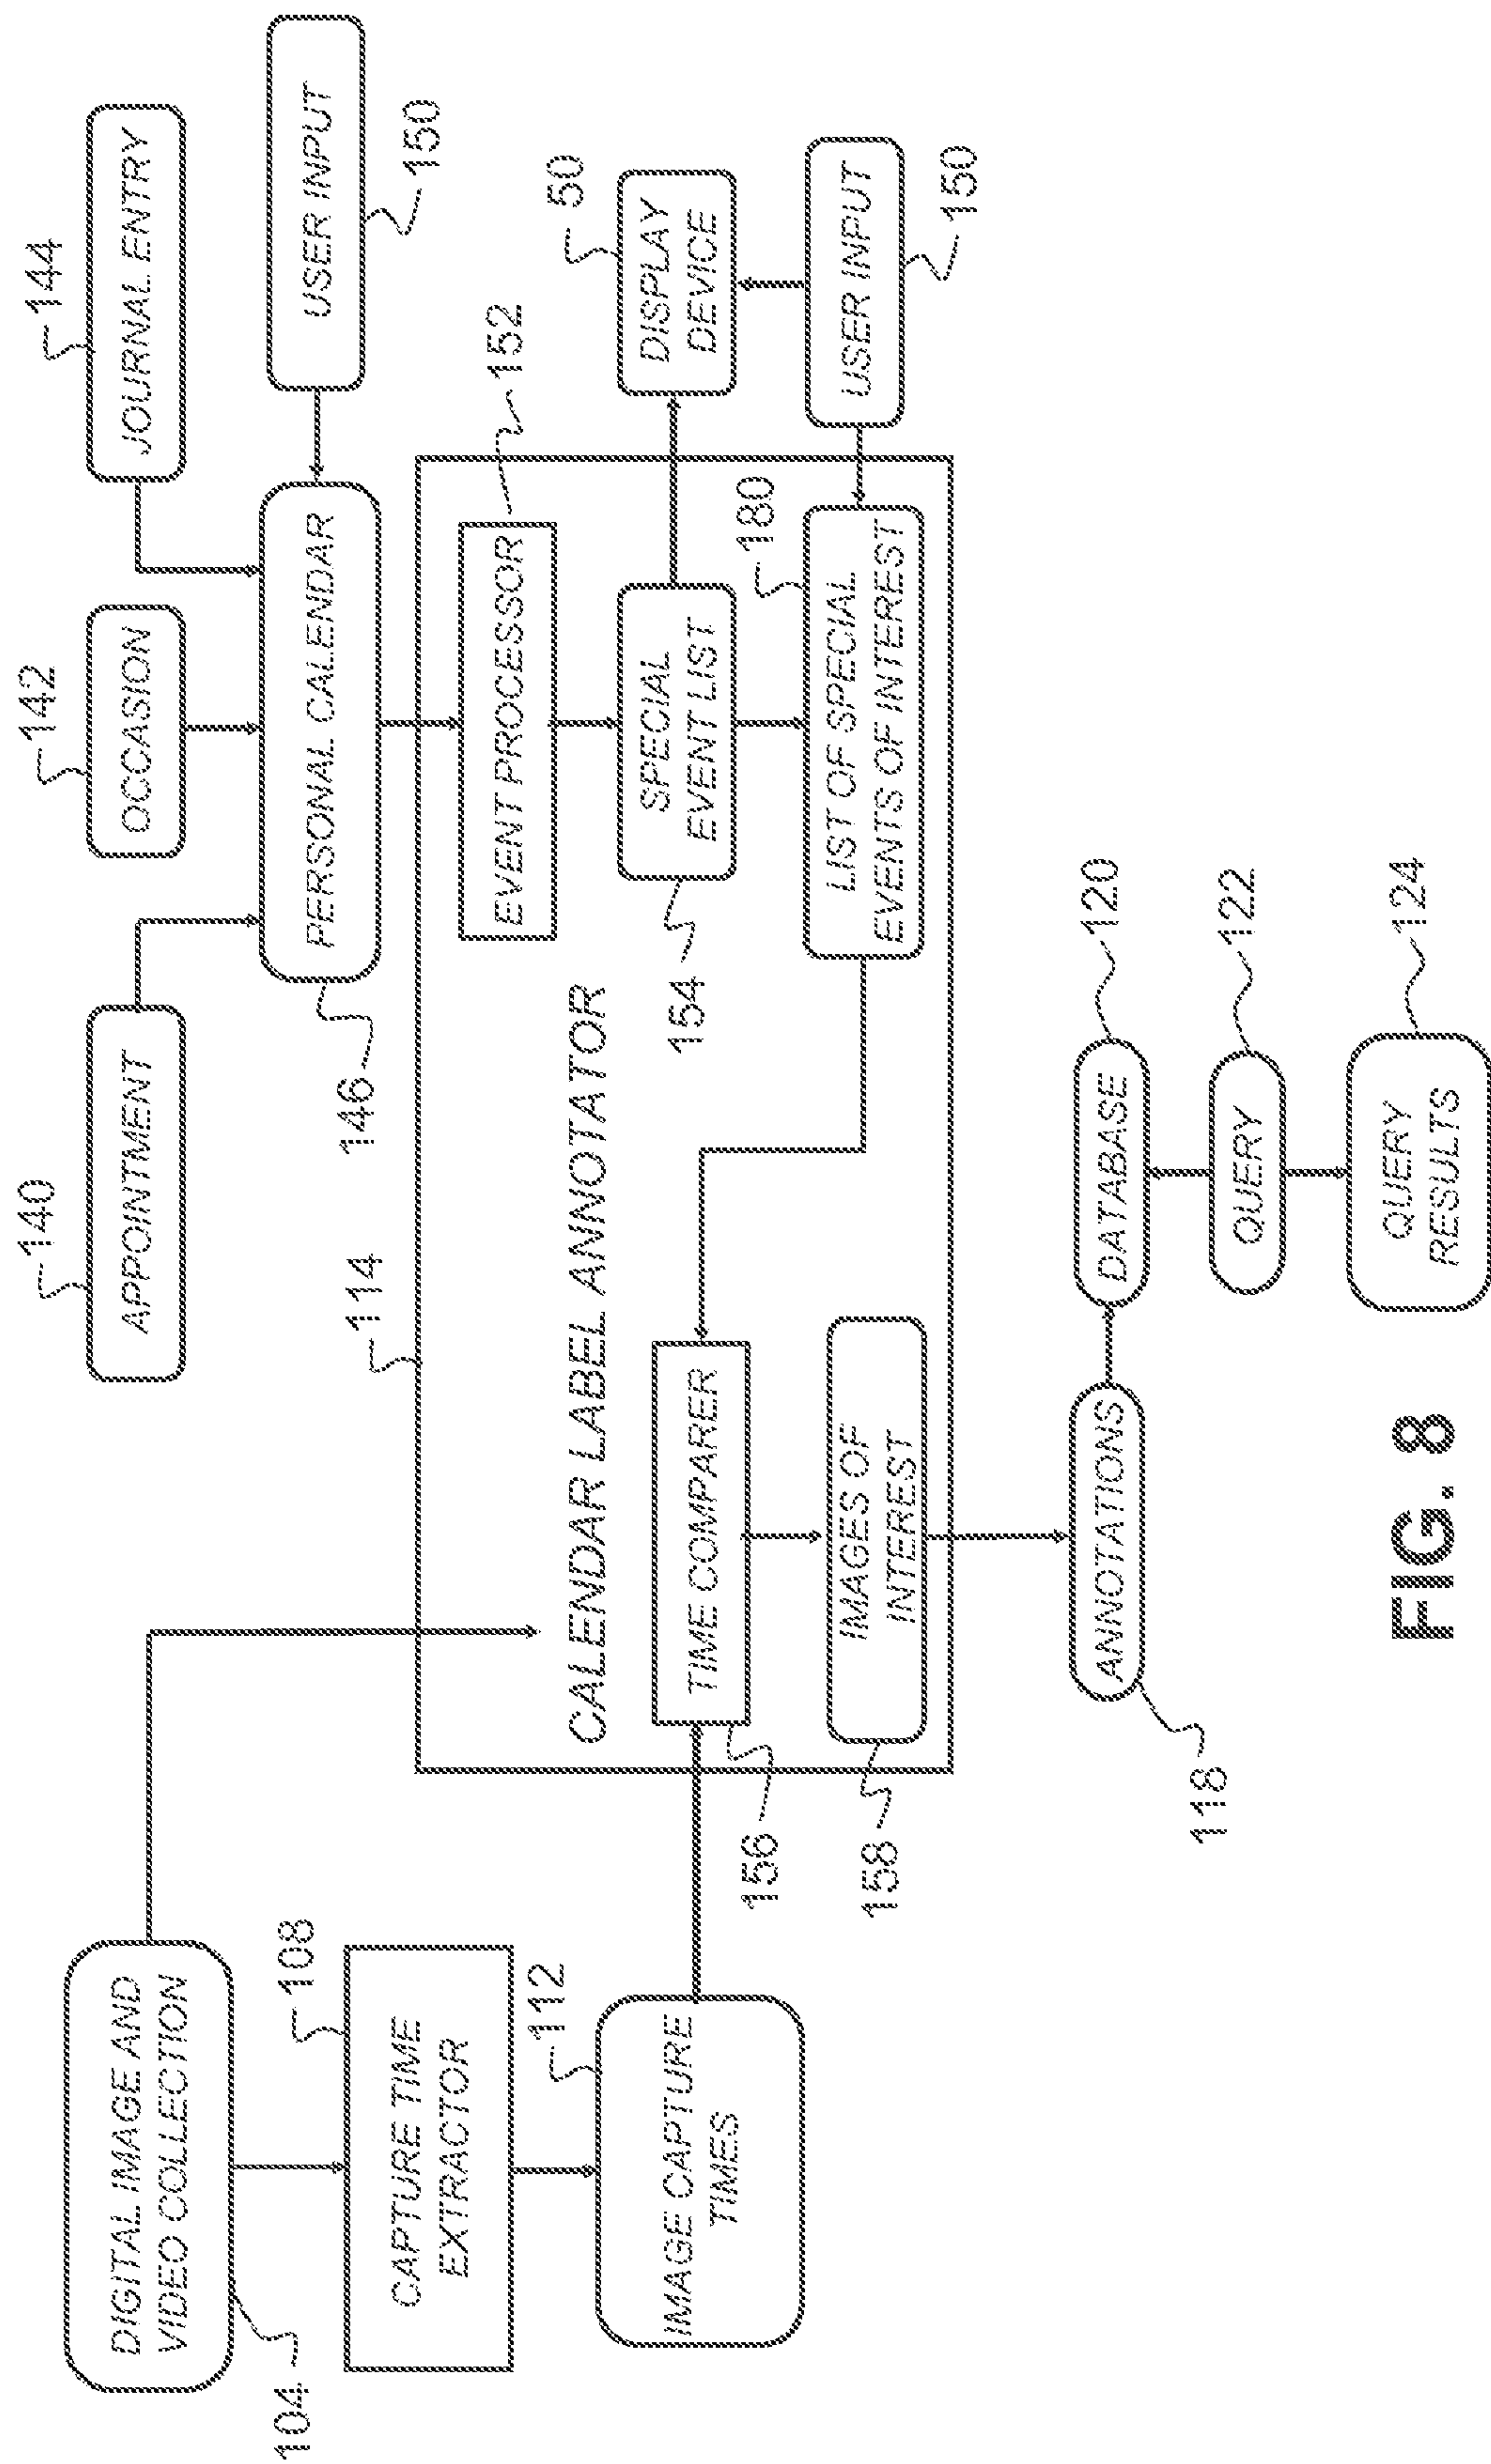 140
142
144
APPOINTMENT
OCCASION
JOURNAL ENTRY
DIGITAL IMAGE AND
VIDEO COLLECTION
104
146
PERSONAL CALENDAR
USER INPUT
150
108
CAPTURE TIME
EXTRACTOR
114
152
EVENT PROCESSOR
CALENDAR LABEL ANNOTATOR
112
IMAGE CAPTURE
TIMES
TIME COMPARER
156
154
SPECIAL
EVENT LIST
50
DISPLAY
DEVICE
180
LIST OF SPECIAL
EVENTS OF INTEREST
USER INPUT
150
158
IMAGES OF
INTEREST
118
ANNOTATIONS
DATABASE
120
QUERY
122
QUERY
RESULTS
124
FIG. 8